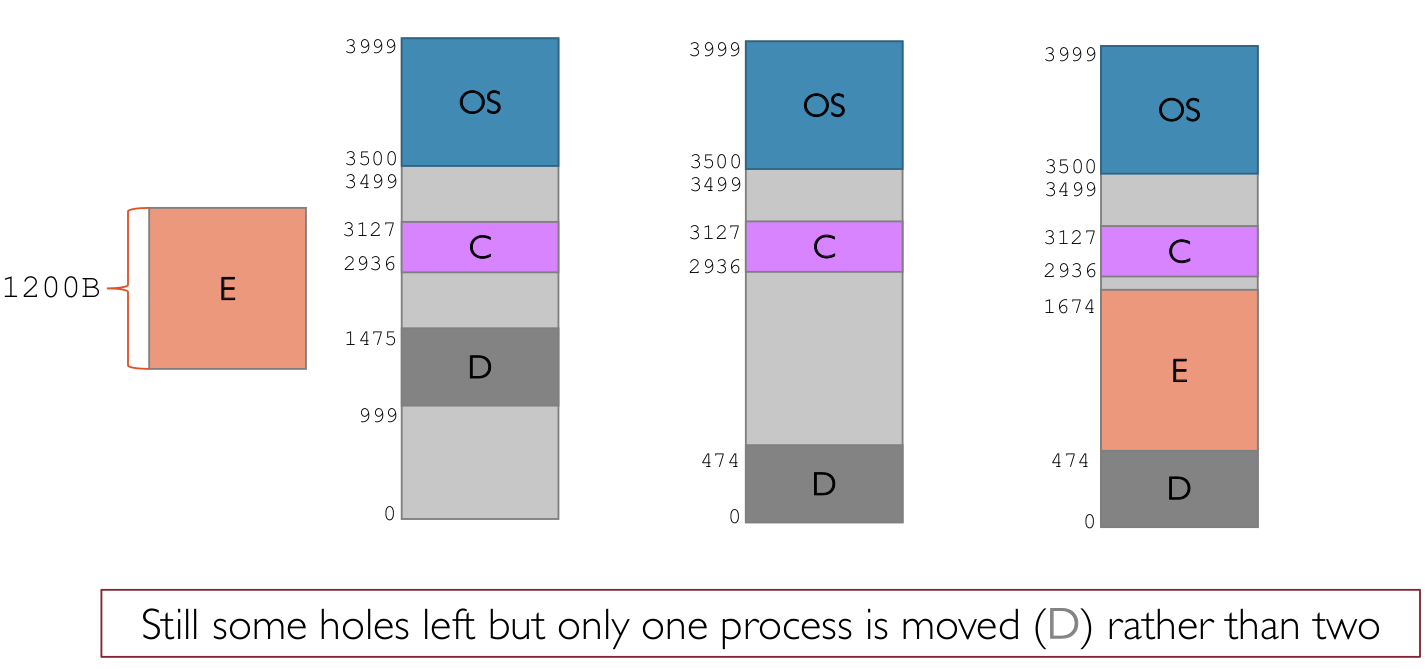 3999
OS
3500
3499
3127
C
2936
1475
D
999
0
1200B
E
3999
OS
3500
3499
3127
C
2936
474
D
0
3999
OS
3500
3499
3127
C
2936
1674
E
474
D
0
Still some holes left but only one process is moved (D) rather than two